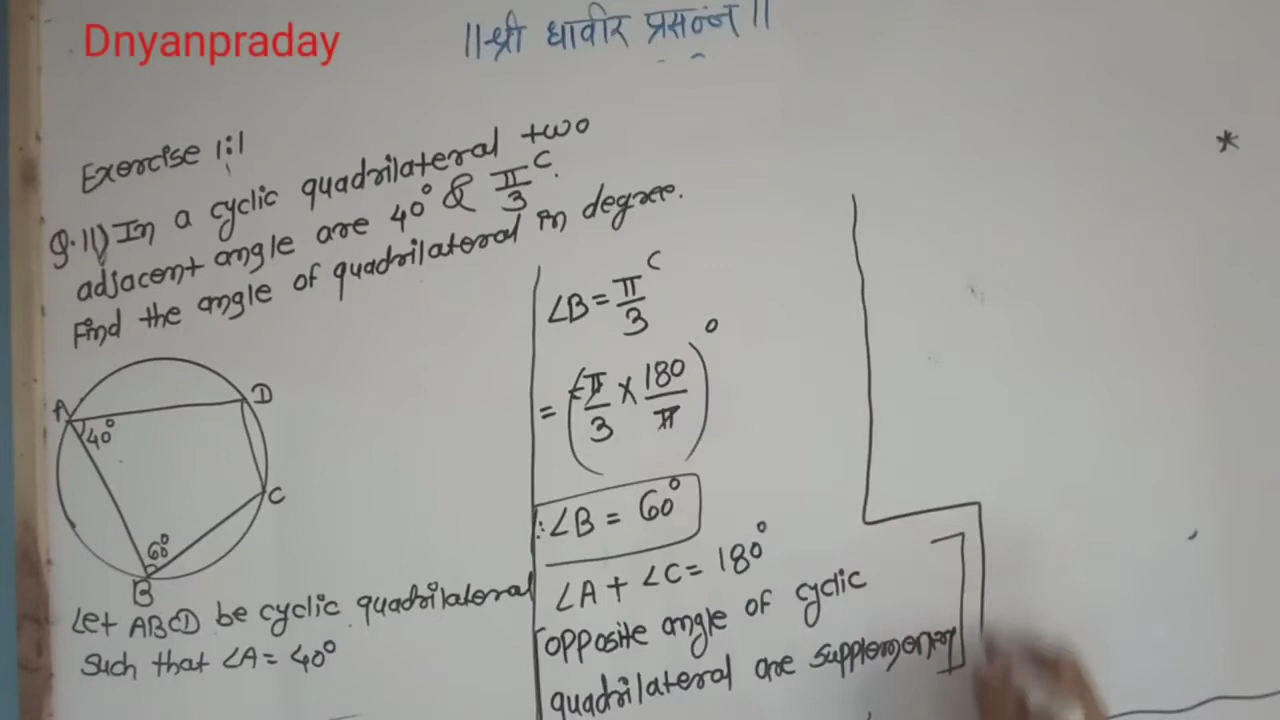 Dnyanpraday
||श्री धावीर प्रसन्न||
*
Exercise 1:1
Q.11) In a cyclic quadrilateral two
adjacent angle are 40° & π/3 ᶜ.
Find the angle of quadrilateral in degree.
A
D
40°
C
60°
B
Let ABCD be cyclic quadrilateral
Such that ∠A = 40°
∠B = π/3 ᶜ
= (π/3 × 180/π)°
∴ ∠B = 60°
∠A + ∠C = 180°
[opposite angle of cyclic
quadrilateral are supplementary]